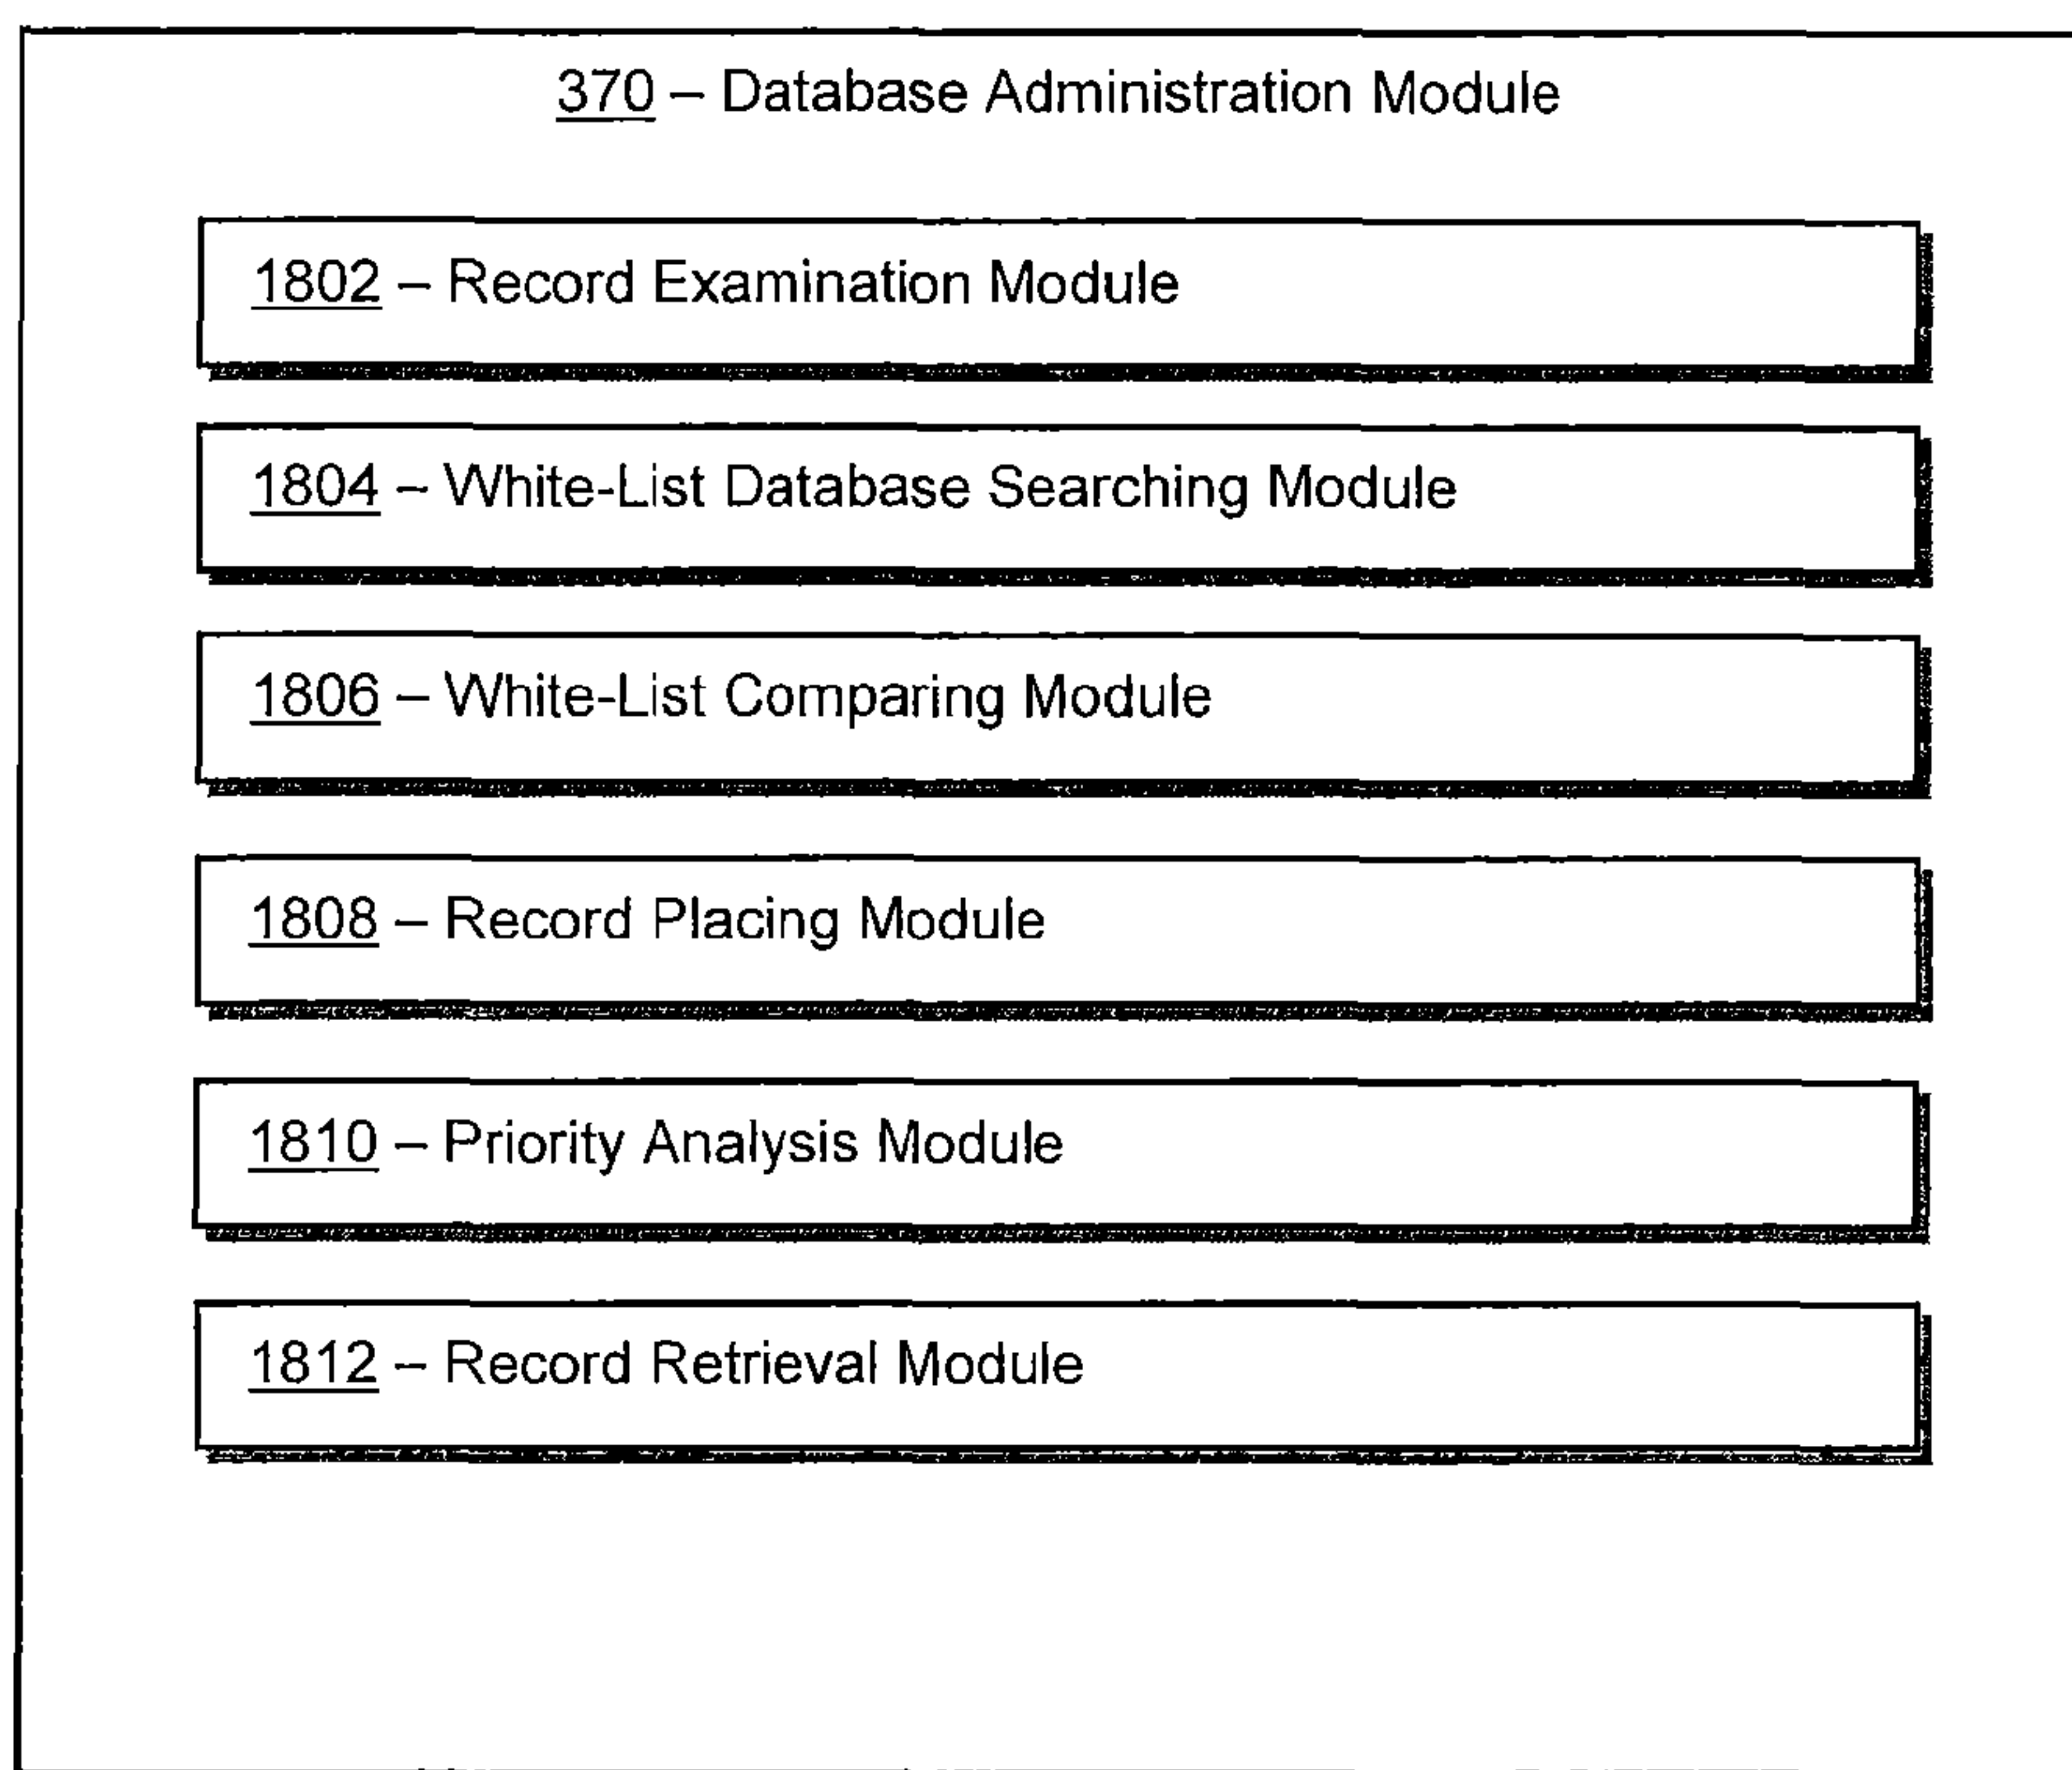 370 – Database Administration Module
1802 – Record Examination Module
1804 – White-List Database Searching Module
1806 – White-List Comparing Module
1808 – Record Placing Module
1810 – Priority Analysis Module
1812 – Record Retrieval Module